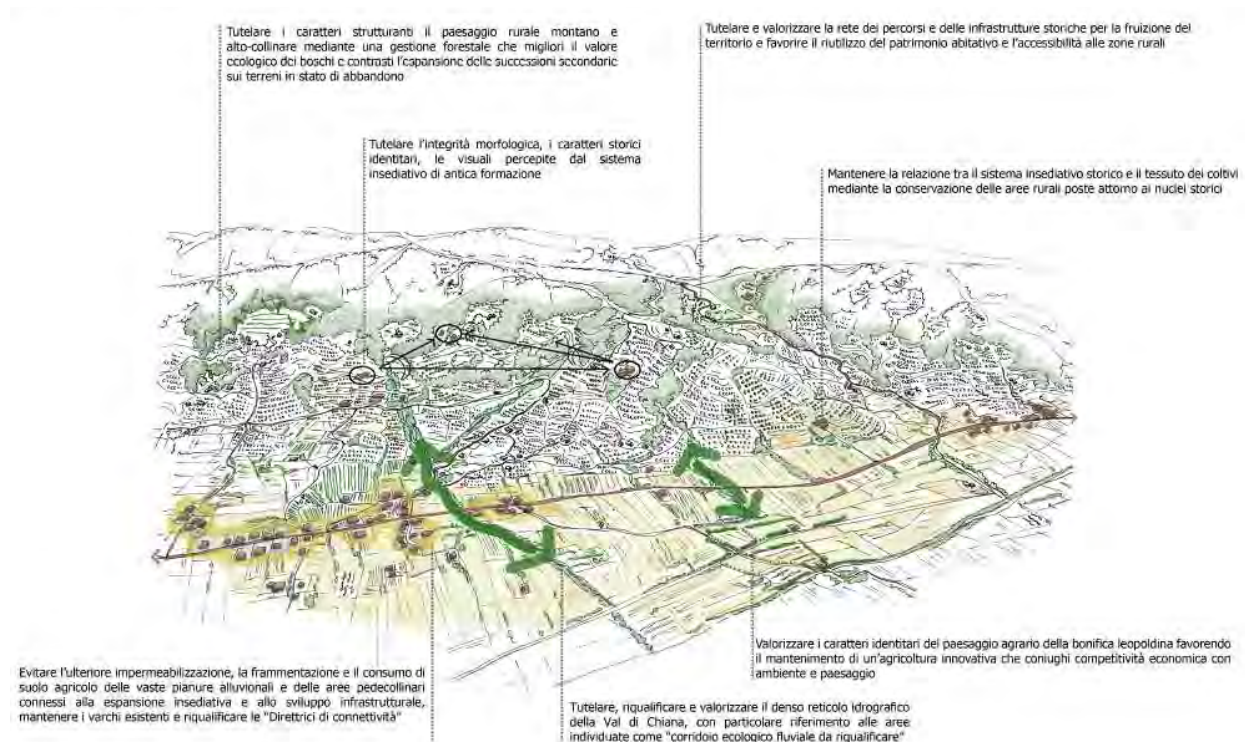 Tutelare i caratteri strutturanti il paesaggio rurale montano e
alto-collinare mediante una gestione forestale che migliori il valore
ecologico dei boschi e contrasti l'espansione delle successioni secondarie
sui terreni in stato di abbandono
Tutelare e valorizzare la rete dei percorsi e delle infrastrutture storiche per la fruizione del
territorio e favorire il riutilizzo del patrimonio abitativo e l'accessibilità alle zone rurali
Tutelare l'integrità morfologica, i caratteri storici
identitari, le visuali percepite dal sistema
insediativo di antica formazione
Mantenere la relazione tra il sistema insediativo storico e il tessuto dei coltivi
mediante la conservazione delle aree rurali poste attorno ai nuclei storici
Evitare l'ulteriore impermeabilizzazione, la frammentazione e il consumo di
suolo agricolo delle vaste pianure alluvionali e delle aree pedecollinari
connessi alla espansione insediativa e allo sviluppo infrastrutturale,
mantenere i varchi esistenti e riqualificare le "Direttrici di connettività"
Valorizzare i caratteri identitari del paesaggio agrario della bonifica leopoldina favorendo
il mantenimento di un'agricoltura innovativa che coniughi competitività economica con
ambiente e paesaggio
Tutelare, riqualificare e valorizzare il denso reticolo idrografico
della Val di Chiana, con particolare riferimento alle aree
individuate come "corridoio ecologico fluviale da riqualificare"